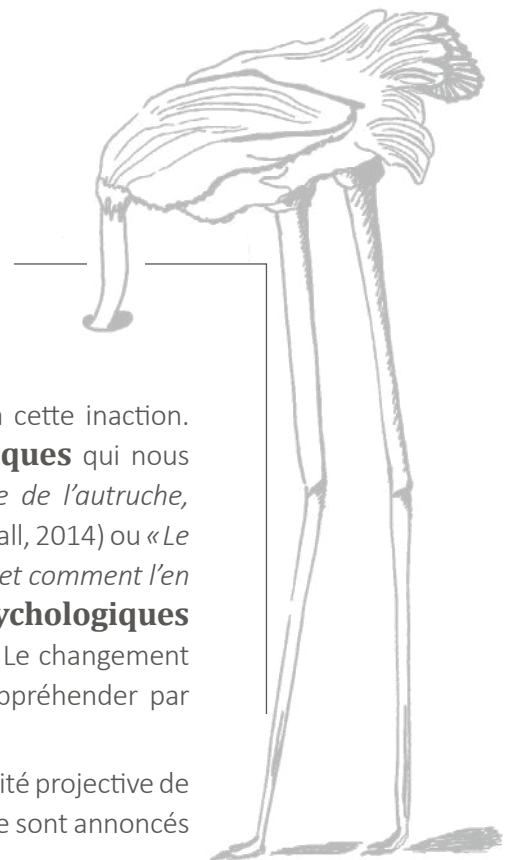 cette inaction.
iques qui nous
e de l’autruche,
all, 2014) ou « Le
et comment l’en
ychologiques
Le changement
ppréhender par
ité projective de
e sont annoncés